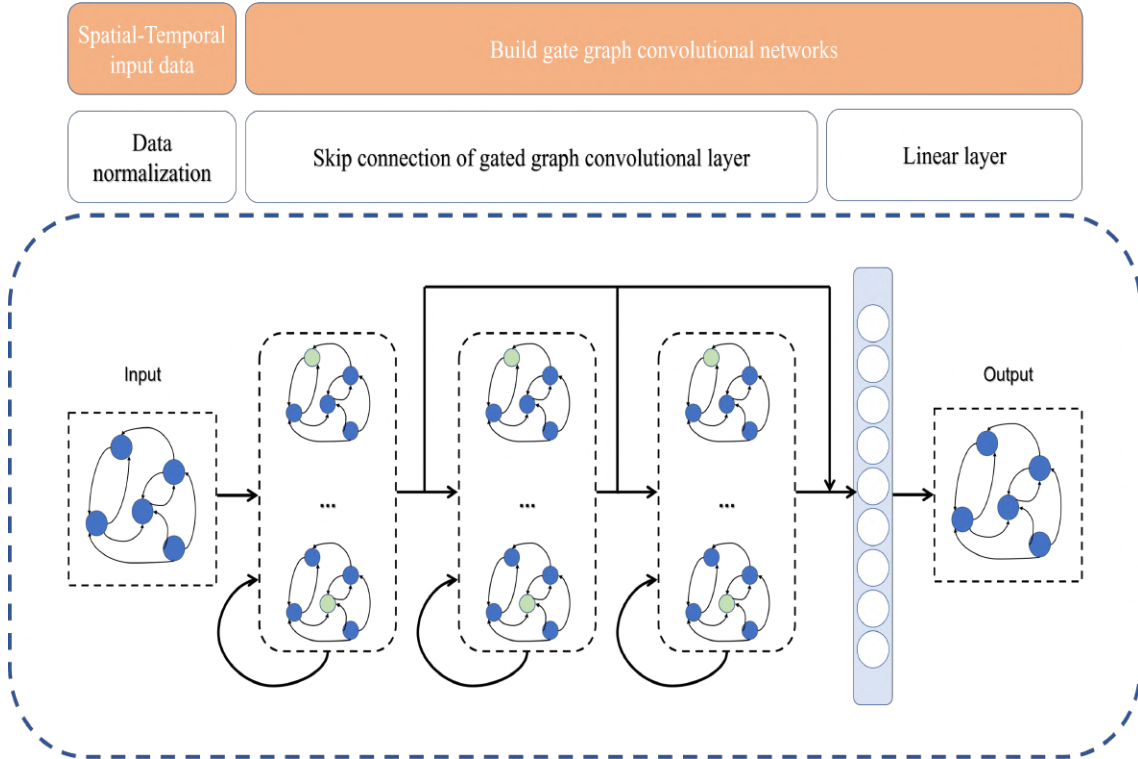 Spatial-Temporal
input data
Build gate graph convolutional networks
Data
normalization
Skip connection of gated graph convolutional layer
Linear layer
Input
Output
...
...
...